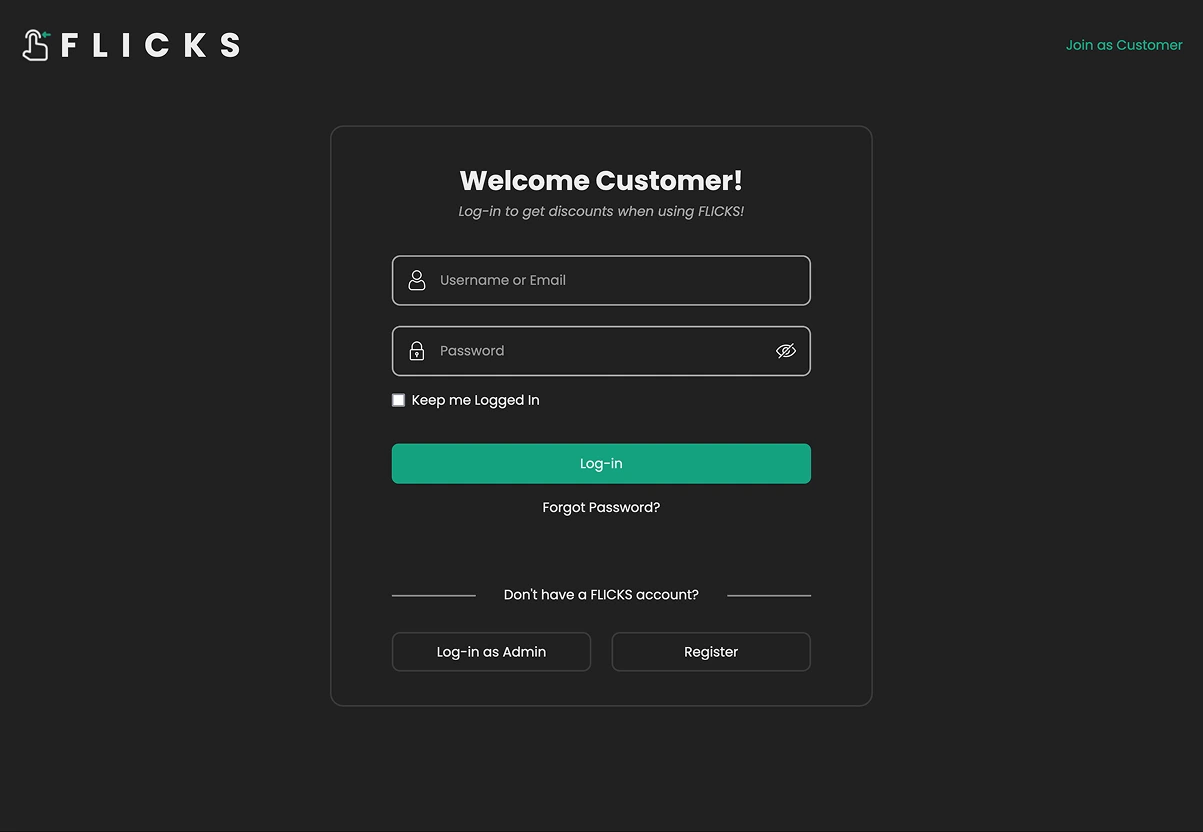 FLICKS
Join as Customer
Welcome Customer!
Log-in to get discounts when using FLICKS!
Username or Email
Password
Keep me Logged In
Log-in
Forgot Password?
Don't have a FLICKS account?
Log-in as Admin
Register